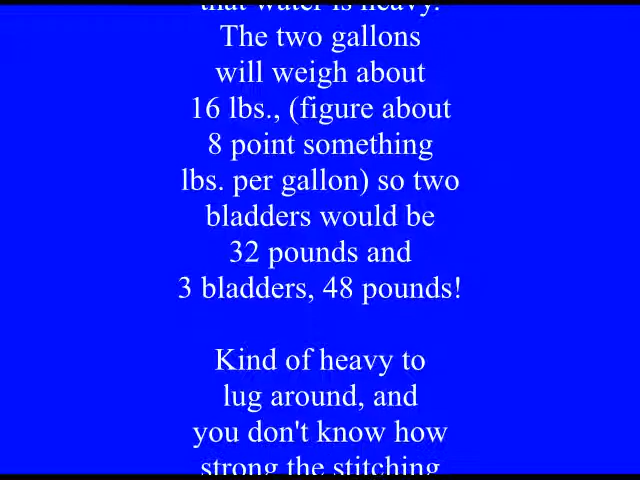 that water is heavy.
The two gallons
will weigh about
16 lbs., (figure about
8 point something
lbs. per gallon) so two
bladders would be
32 pounds and
3 bladders, 48 pounds!
Kind of heavy to
lug around, and
you don't know how
strong the stitching